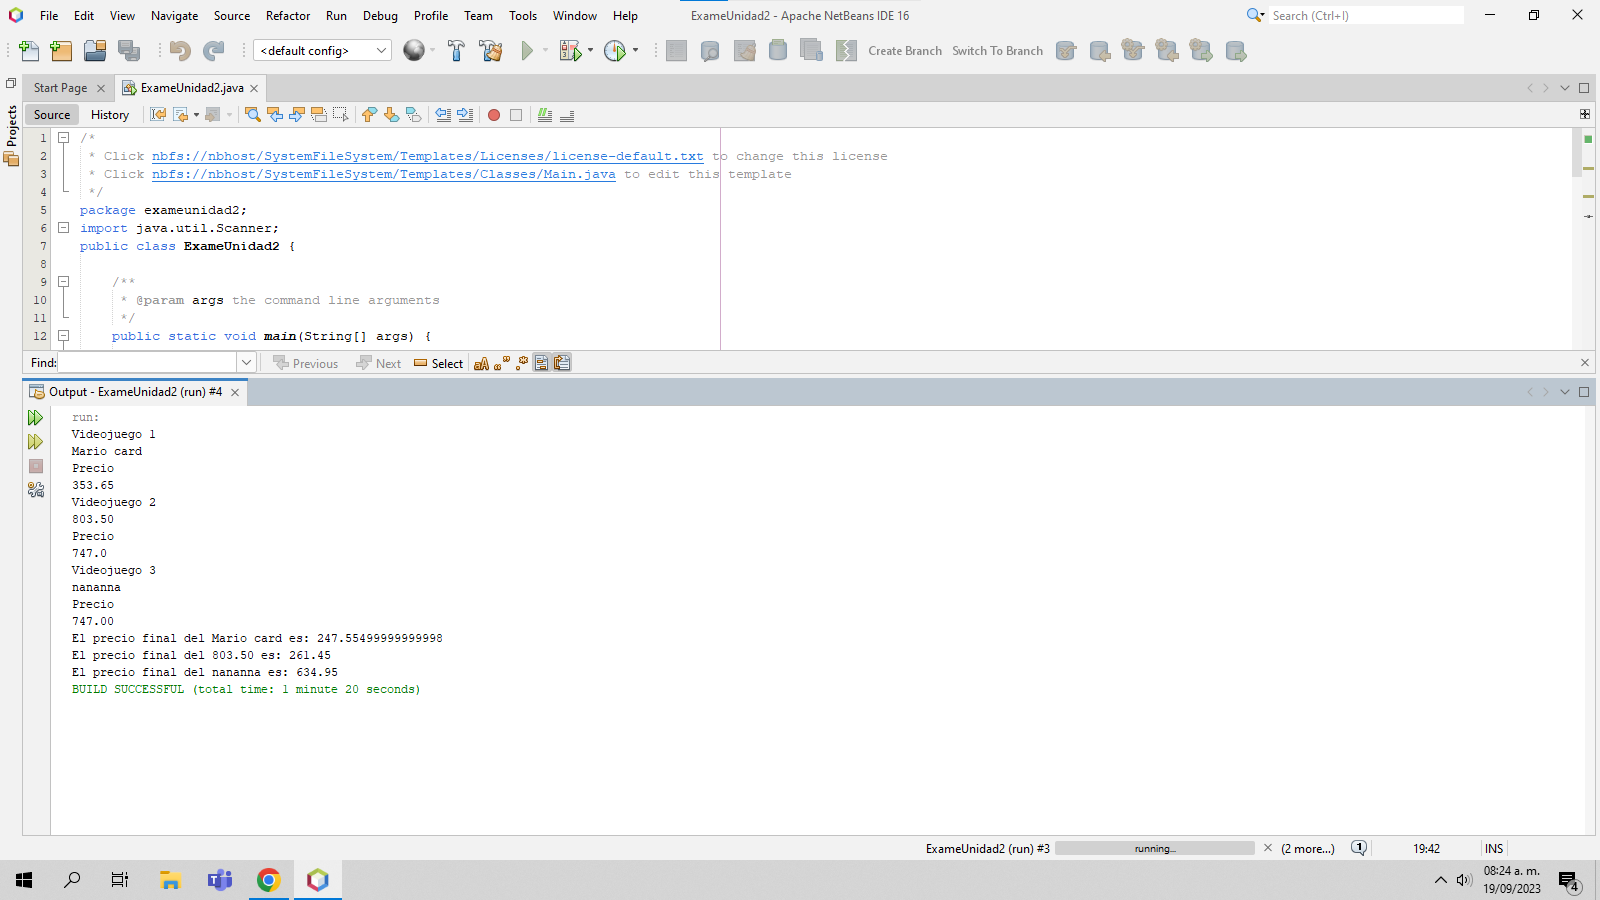 File Edit View Navigate Source Refactor Run Debug Profile Team Tools Window Help ExameUnidad2 - Apache NetBeans IDE 16 Search (Ctrl+I)
<default config> Create Branch Switch To Branch
Projects
Start Page ExameUnidad2.java
Source History
1 /*
2 * Click nbfs://nbhost/SystemFileSystem/Templates/Licenses/license-default.txt to change this license
3 * Click nbfs://nbhost/SystemFileSystem/Templates/Classes/Main.java to edit this template
4 */
5 package exameunidad2;
6 import java.util.Scanner;
7 public class ExameUnidad2 {
8
9 /**
10 * @param args the command line arguments
11 */
12 public static void main(String[] args) {
Find: Previous Next Select
Output - ExameUnidad2 (run) #4
run:
Videojuego 1
Mario card
Precio
353.65
Videojuego 2
803.50
Precio
747.0
Videojuego 3
nananna
Precio
747.00
El precio final del Mario card es: 247.55499999999998
El precio final del 803.50 es: 261.45
El precio final del nananna es: 634.95
BUILD SUCCESSFUL (total time: 1 minute 20 seconds)
ExameUnidad2 (run) #3 running... (2 more...) 1 19:42 INS
08:24 a. m.
19/09/2023
4